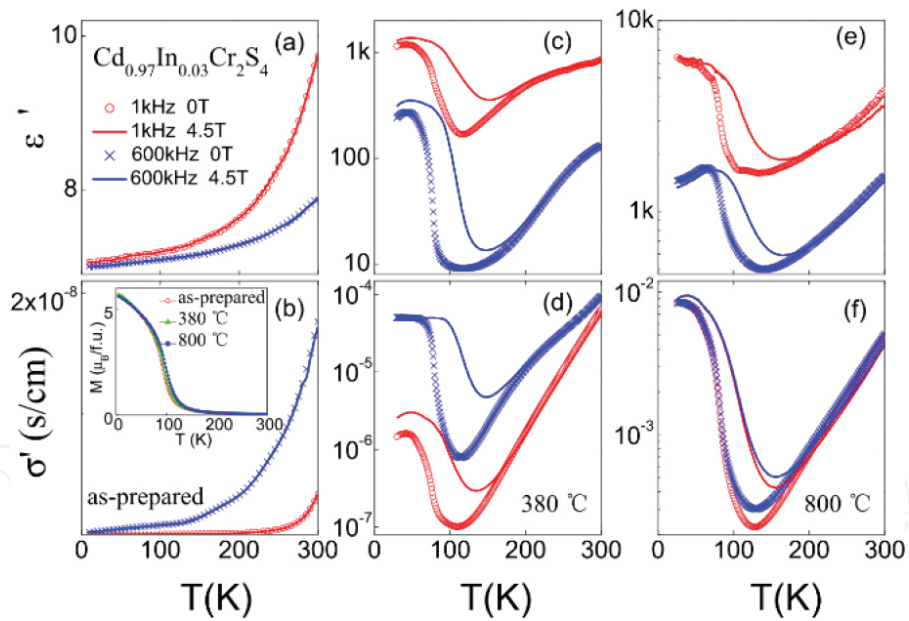 10
8
ε '
(a)
Cd₀.₉₇In₀.₀₃Cr₂S₄
1kHz 0T
1kHz 4.5T
600kHz 0T
600kHz 4.5T
1k
100
10
(c)
10k
1k
(e)
2x10⁻⁸
σ' (s/cm)
(b)
as-prepared
380 ℃
800 ℃
M (μB/f.u.)
5
0
0 100 200 300
T (K)
as-prepared
0 100 200 300
T(K)
10⁻⁴
10⁻⁵
10⁻⁶
10⁻⁷
(d)
380 ℃
0 100 200 300
T(K)
10⁻²
10⁻³
(f)
800 ℃
0 100 200 300
T(K)